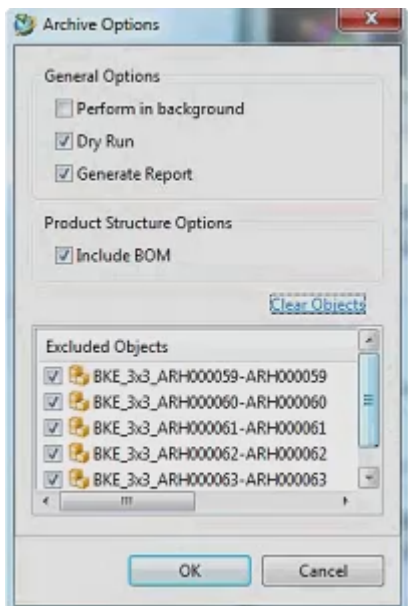 Archive Options
General Options
Perform in background
Dry Run
Generate Report
Product Structure Options
Include BOM
Clear Objects
Excluded Objects
BKE_3x3_ARH000059-ARH000059
BKE_3x3_ARH000060-ARH000060
BKE_3x3_ARH000061-ARH000061
BKE_3x3_ARH000062-ARH000062
BKE_3x3_ARH000063-ARH000063
OK Cancel